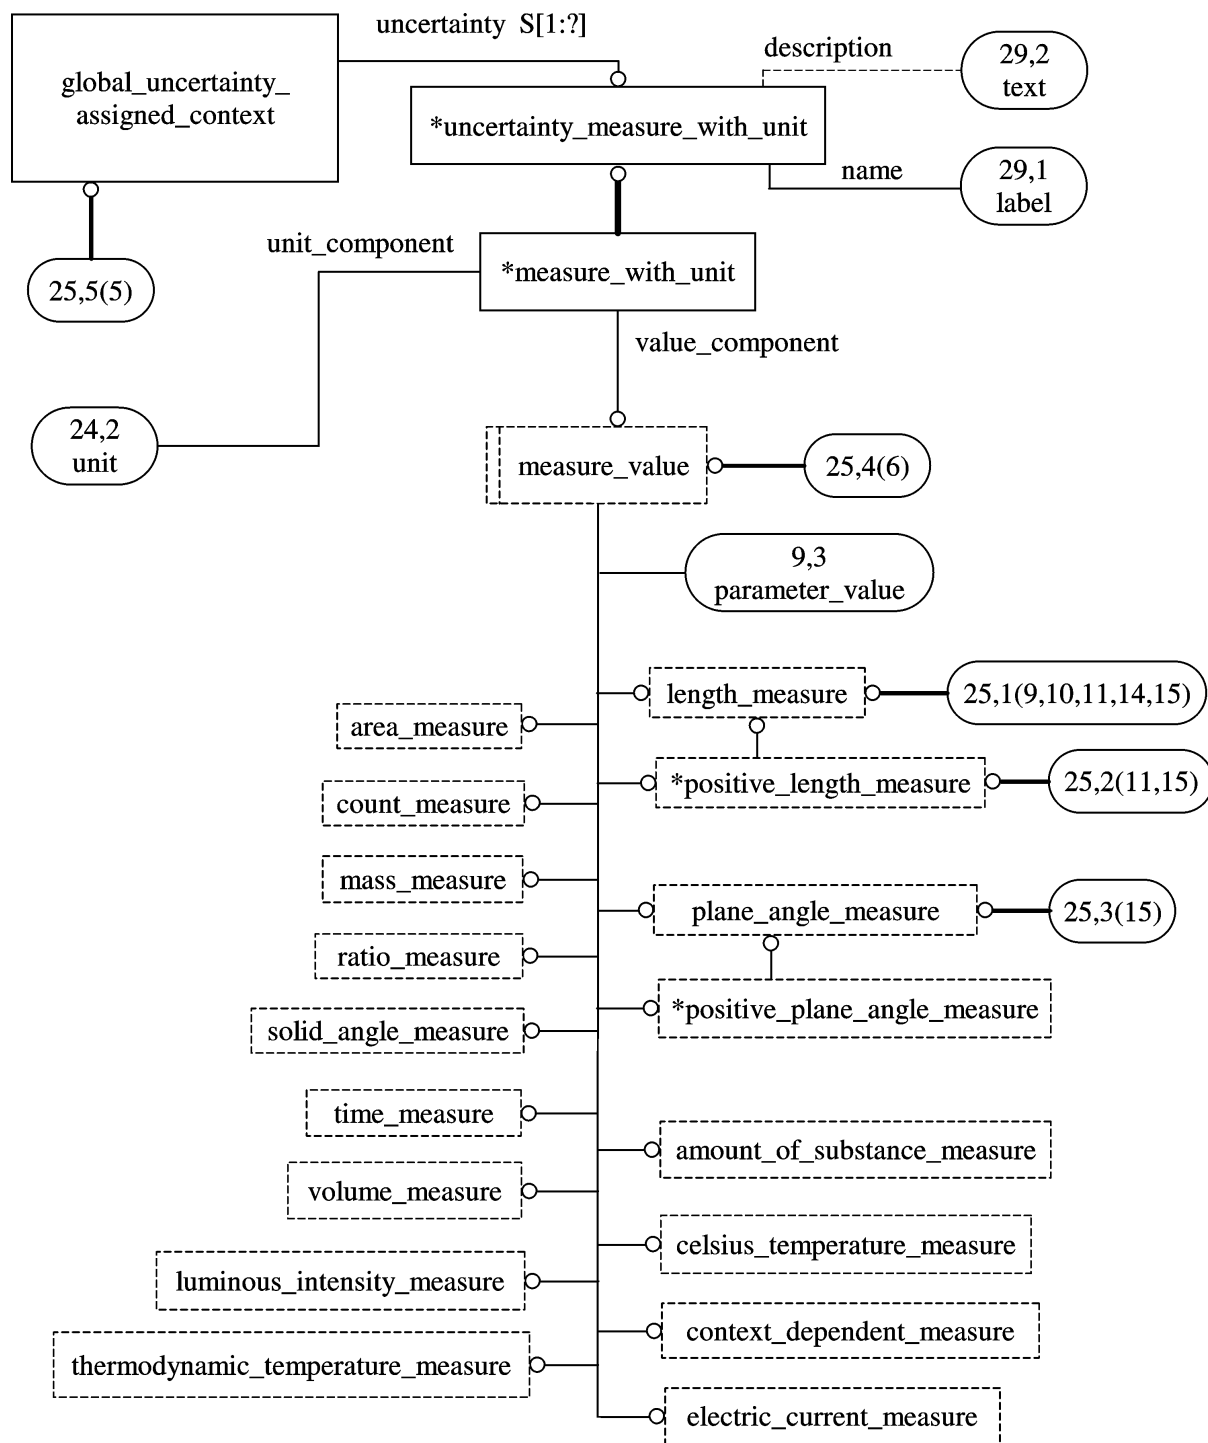 uncertainty S[1:?]
description
29,2
text
global_uncertainty_
assigned_context
*uncertainty_measure_with_unit
name
29,1
label
unit_component
*measure_with_unit
25,5(5)
value_component
24,2
unit
measure_value
25,4(6)
9,3
parameter_value
length_measure
25,1(9,10,11,14,15)
area_measure
*positive_length_measure
25,2(11,15)
count_measure
mass_measure
plane_angle_measure
25,3(15)
ratio_measure
*positive_plane_angle_measure
solid_angle_measure
time_measure
amount_of_substance_measure
volume_measure
celsius_temperature_measure
luminous_intensity_measure
context_dependent_measure
thermodynamic_temperature_measure
electric_current_measure